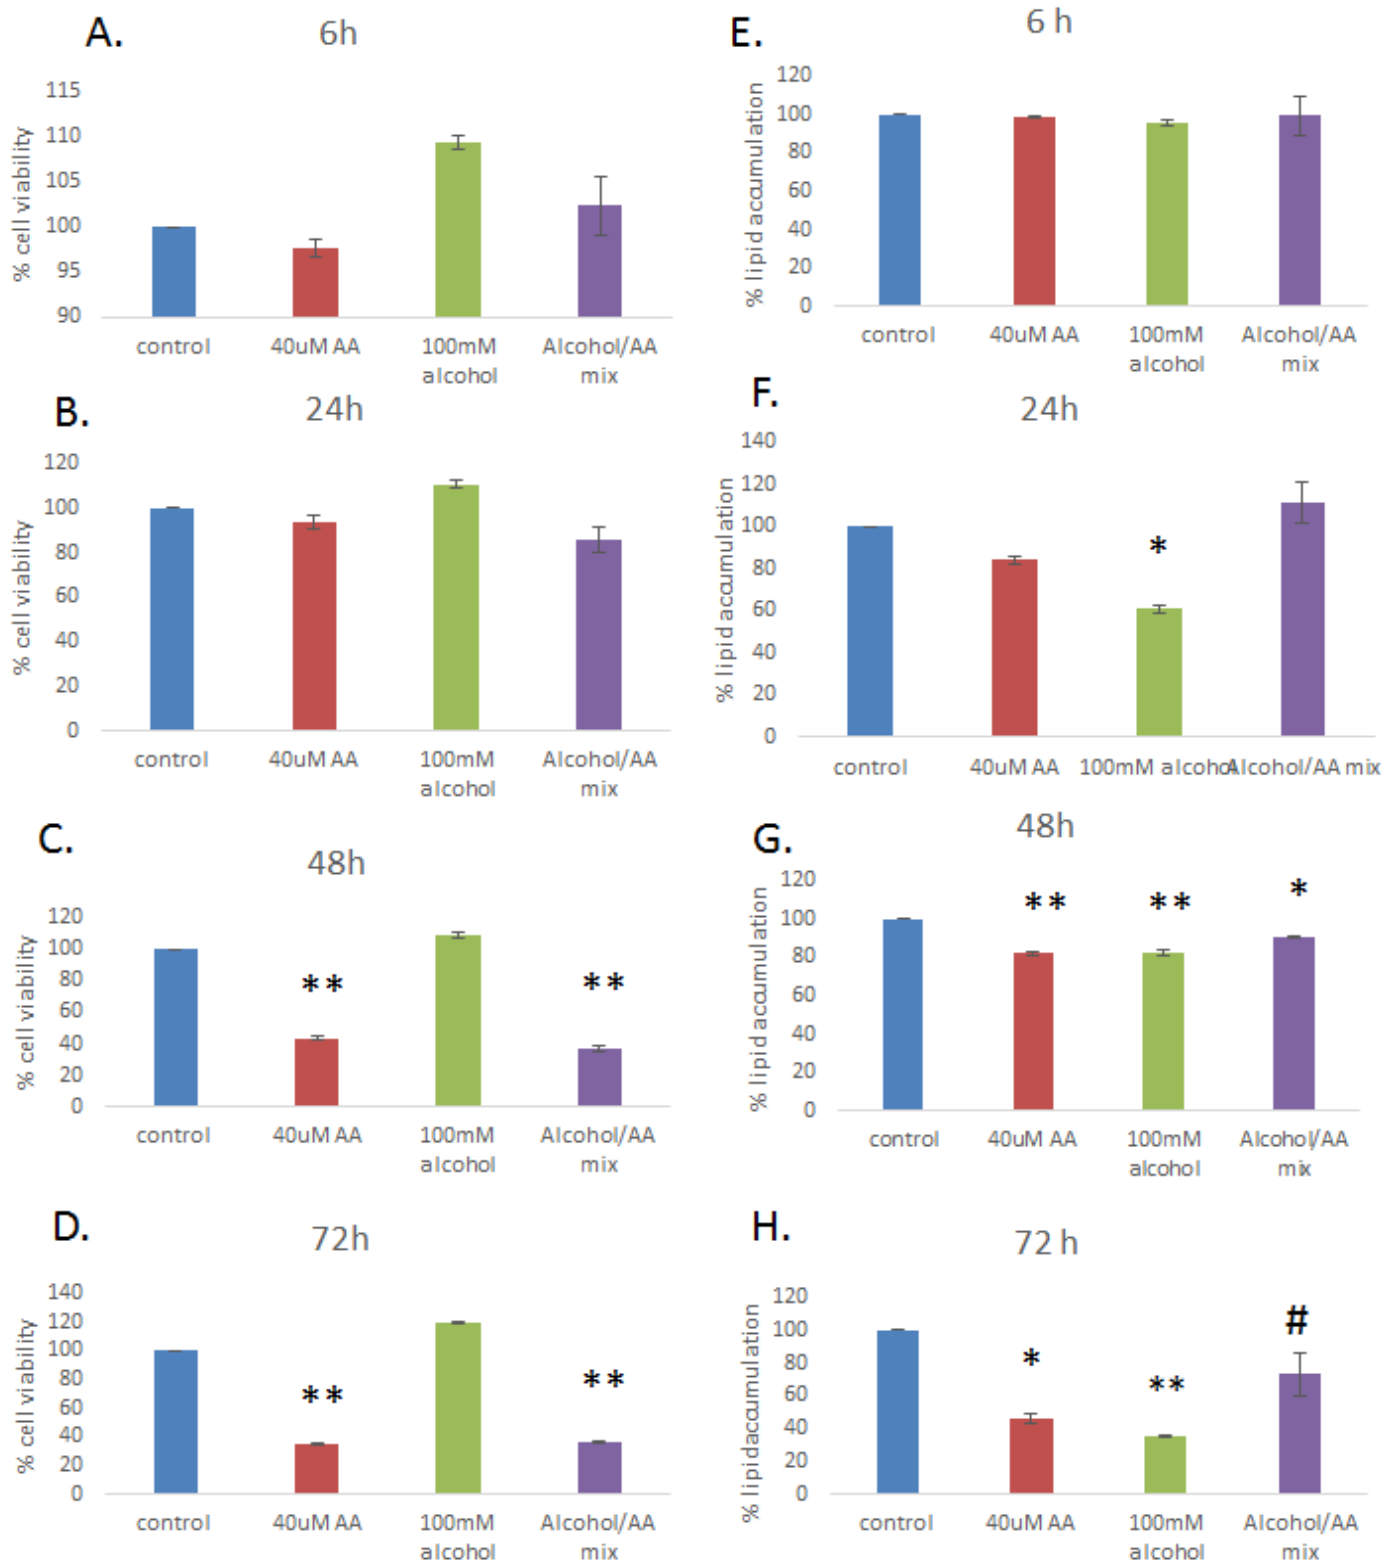 A.
6h
% cell viability
115
110
105
100
95
90
control
40uM AA
100mM
alcohol
Alcohol/AA
mix
B.
24h
% cell viability
120
100
80
60
40
20
0
control
40uM AA
100mM
alcohol
Alcohol/AA
mix
C.
48h
% cell viability
120
100
80
60
40
20
0
**
**
control
40uM AA
100mM
alcohol
Alcohol/AA
mix
D.
72h
% cell viability
140
120
100
80
60
40
20
0
**
**
control
40uM AA
100mM
alcohol
Alcohol/AA
mix
E.
6 h
% lipid accumulation
120
100
80
60
40
20
0
control
40uM AA
100mM
alcohol
Alcohol/AA
mix
F.
24h
% lipid accumulation
140
120
100
80
60
40
20
0
*
control
40uM AA
100mM alcohol
Alcohol/AA mix
G.
48h
% lipid accumulation
120
100
80
60
40
20
0
**
**
*
control
40uM AA
100mM
alcohol
Alcohol/AA
mix
H.
72 h
% lipidaccumulation
120
100
80
60
40
20
0
*
**
#
control
40uM AA
100mM
alcohol
Alcohol/AA
mix